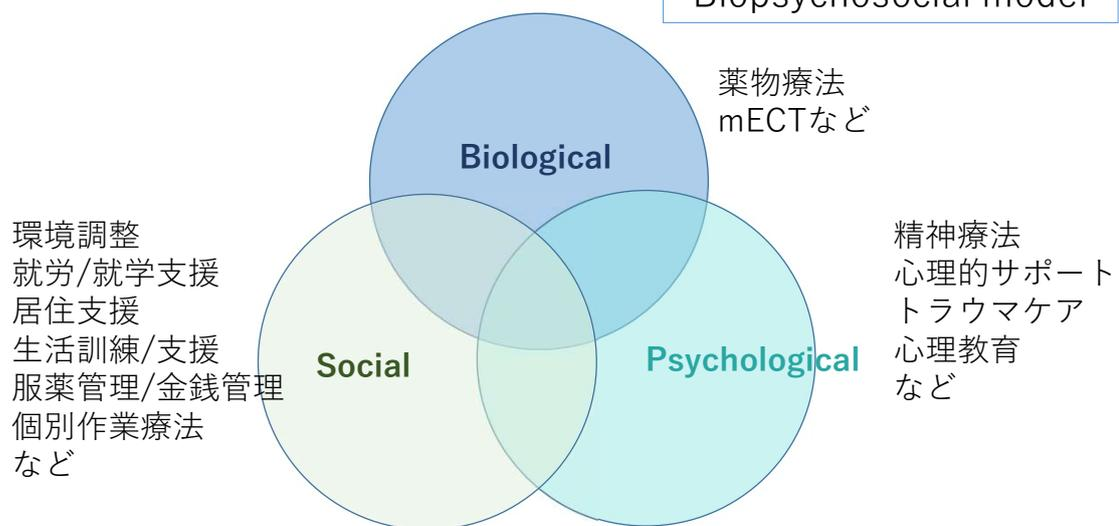 Biopsychosocial model
薬物療法
mECTなど
Biological
環境調整
就労/就学支援
居住支援
生活訓練/支援
服薬管理/金銭管理
個別作業療法
など
Social
Psychological
精神療法
心理的サポート
トラウマケア
心理教育
など